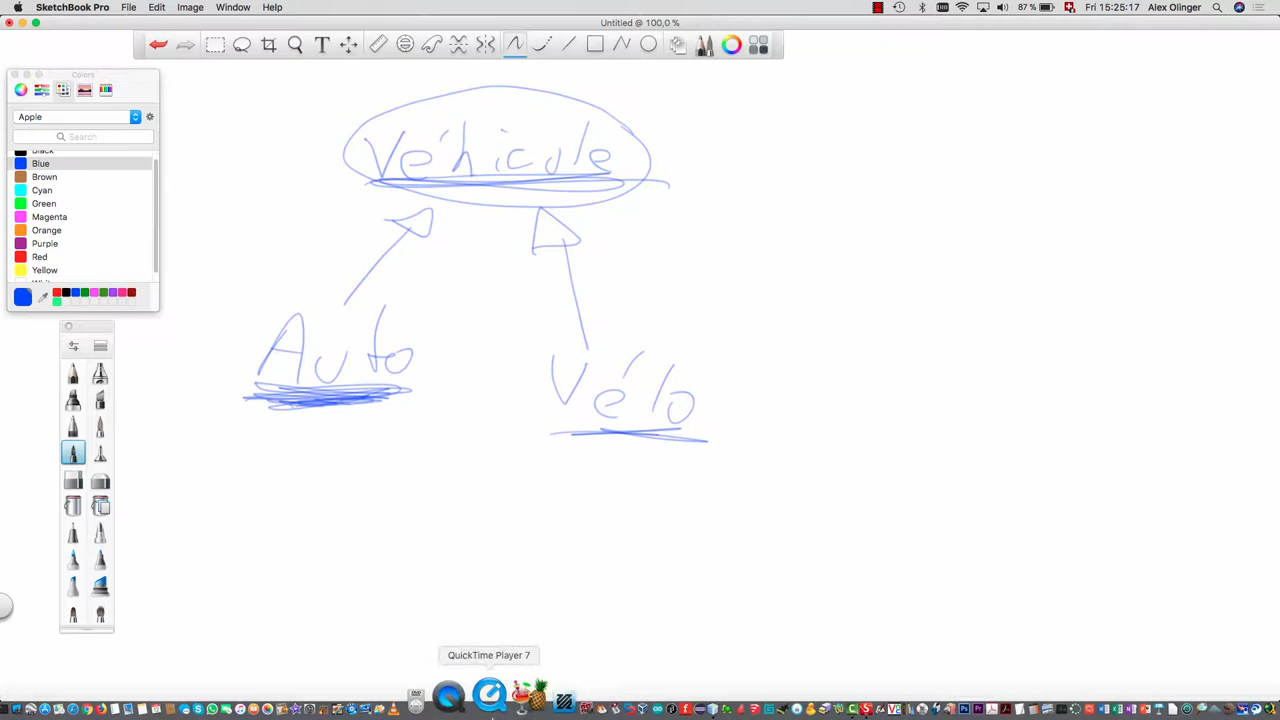 SketchBook Pro File Edit Image Window Help 87 % Fri 15:25:17 Alex Olinger
Untitled @ 100,0 %
T
Colors
Apple
Search
Black
Blue
Brown
Cyan
Green
Magenta
Orange
Purple
Red
Yellow
Véhicule
Auto
Vélo
QuickTime Player 7